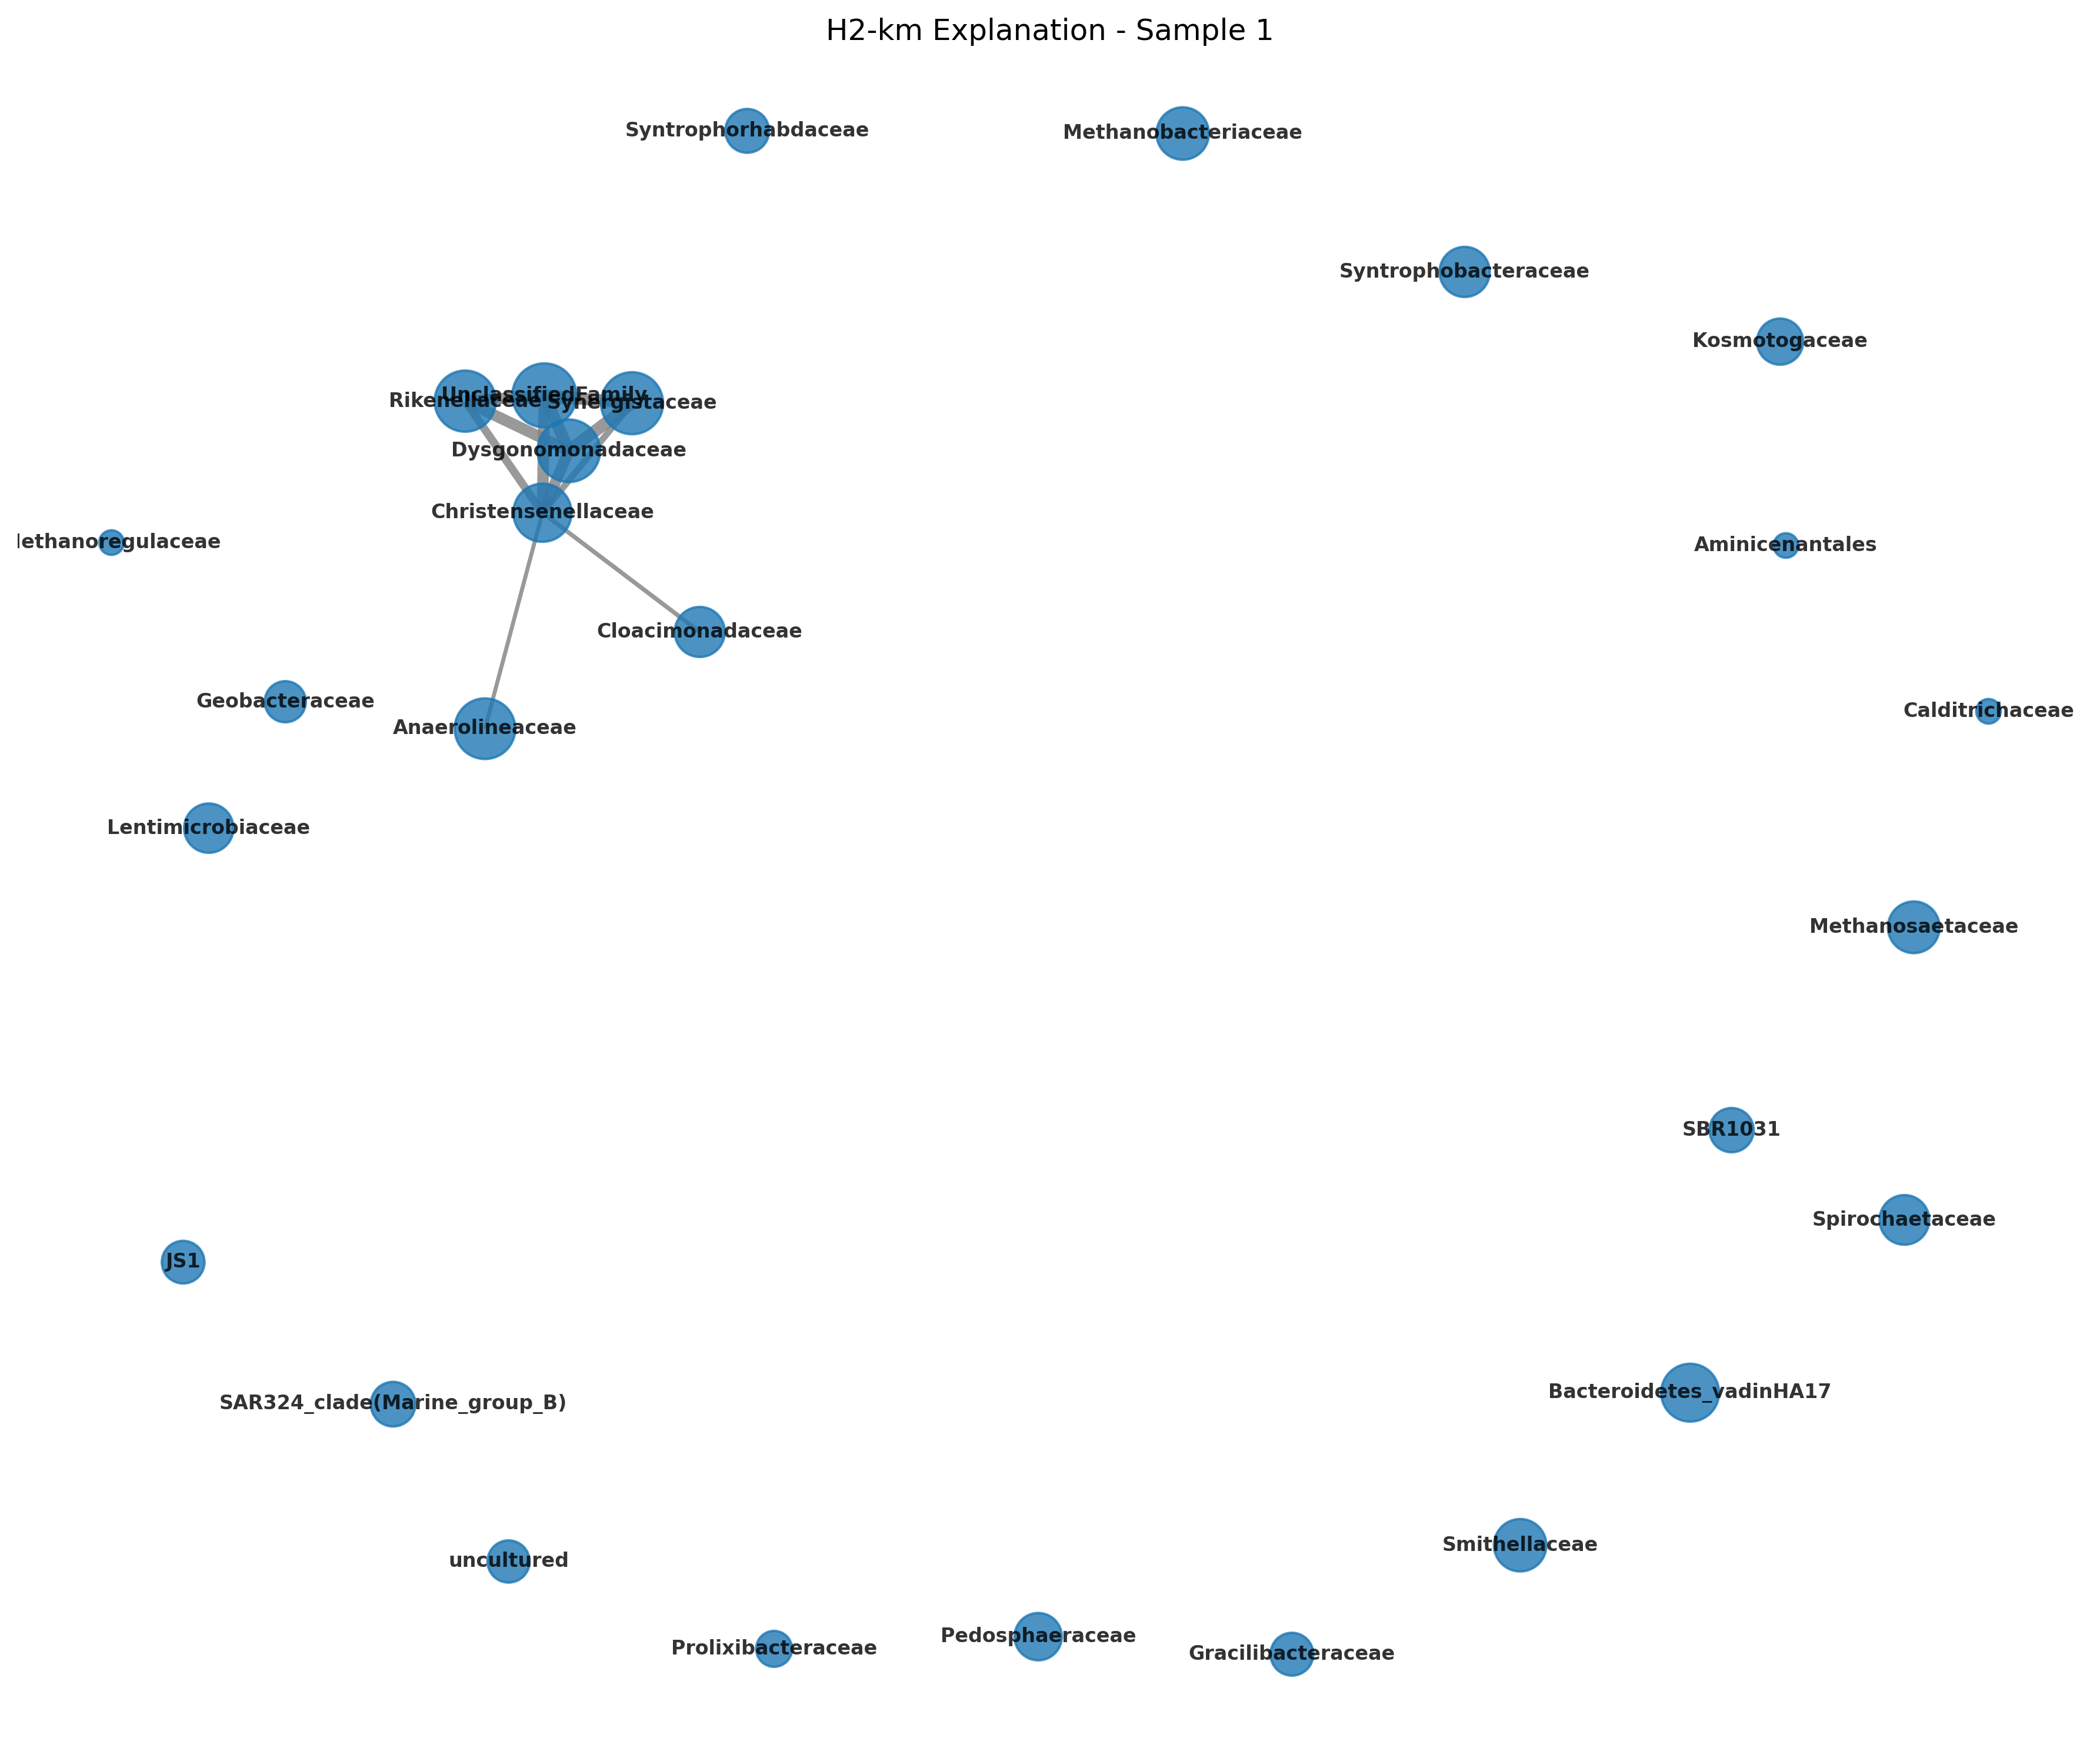 H2-km Explanation - Sample 1
Syntrophorhabdaceae
Methanobacteriaceae
Syntrophobacteraceae
Kosmotogaceae
UnclassifiedFamily
Rikenellaceae
Synergistaceae
Dysgonomonadaceae
Christensenellaceae
lethanoregulaceae
Aminicenantales
Cloacimonadaceae
Geobacteraceae
Calditrichaceae
Anaerolineaceae
Lentimicrobiaceae
Methanosaetaceae
SBR1031
Spirochaetaceae
JS1
Bacteroidetes_vadinHA17
SAR324_clade(Marine_group_B)
Smithellaceae
uncultured
Pedosphaeraceae
Prolixibacteraceae
Gracilibacteraceae